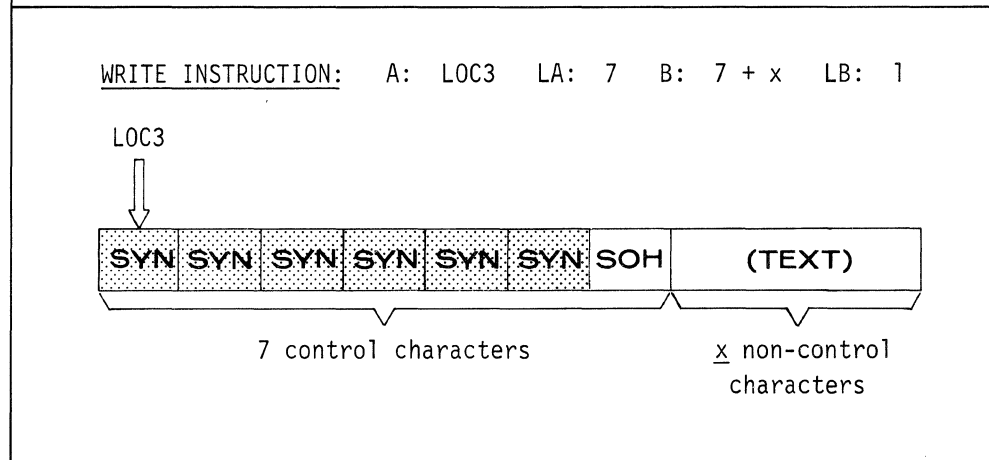 WRITE INSTRUCTION: A: LOC3 LA: 7 B: 7 + x LB: 1
LOC3
SYN SYN SYN SYN SYN SYN SOH (TEXT)
7 control characters
x non-control
characters